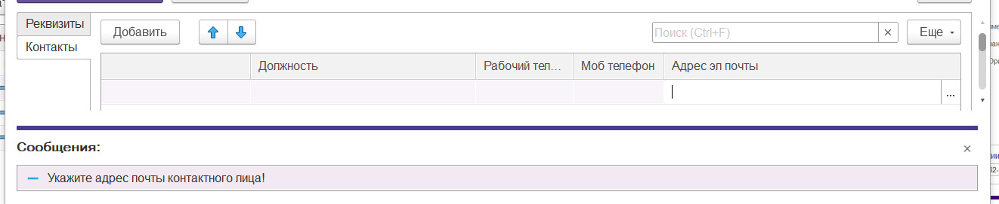 Реквизиты
Контакты
Добавить
Поиск (Ctrl+F)
×
Еще
Должность
Рабочий тел...
Моб телефон
Адрес эл почты
...
Сообщения:
×
Укажите адрес почты контактного лица!